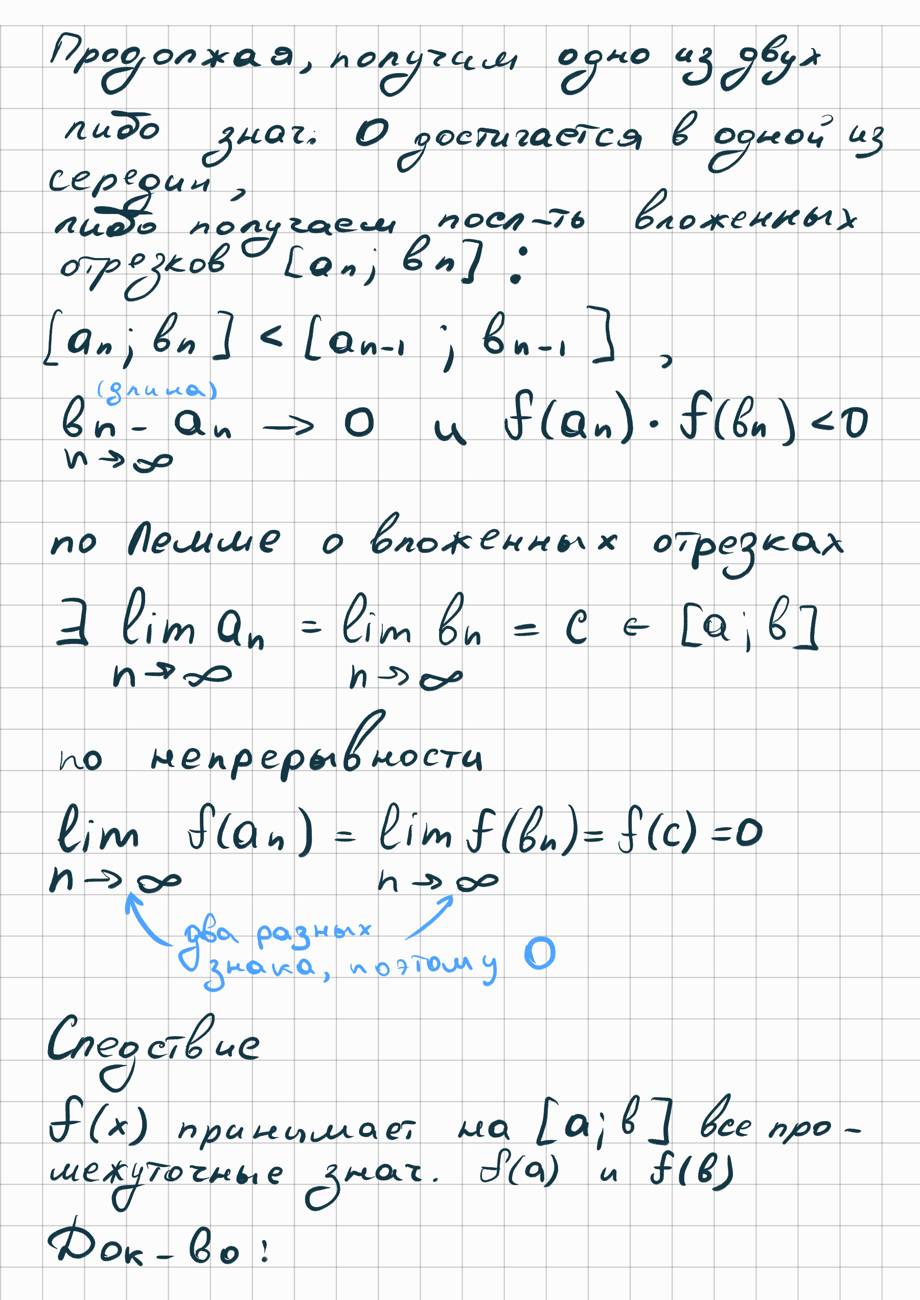 Продолжая, получим одно из двух
либо знач. 0 достигается в одной из
середин,
либо получаем посл-ть вложенных
отрезков [aₙ; bₙ] :
[aₙ; bₙ] < [aₙ₋₁ ; bₙ₋₁] ,
(длина)
bₙ - aₙ → 0 и f(aₙ) · f(bₙ) < 0
n → ∞
по Лемме о вложенных отрезках
∃ lim aₙ = lim bₙ = c ∈ [a; b]
n → ∞ n → ∞
по непрерывности
lim f(aₙ) = lim f(bₙ) = f(c) = 0
n → ∞ n → ∞
два разных
знака, поэтому 0
Следствие
f(x) принимает на [a; b] все про-
межуточные знач. f(a) и f(b)
Док-во: